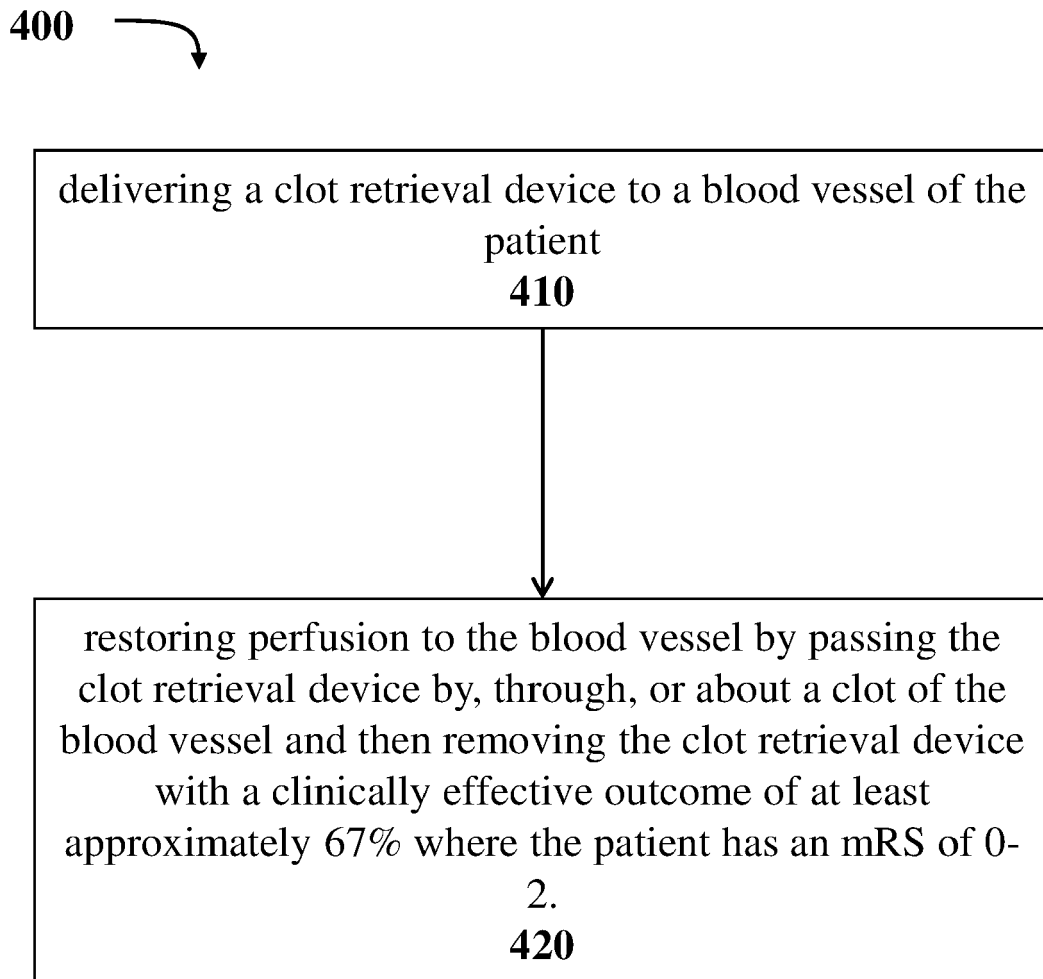 400
delivering a clot retrieval device to a blood vessel of the
patient
410
restoring perfusion to the blood vessel by passing the
clot retrieval device by, through, or about a clot of the
blood vessel and then removing the clot retrieval device
with a clinically effective outcome of at least
approximately 67% where the patient has an mRS of 0-
2.
420